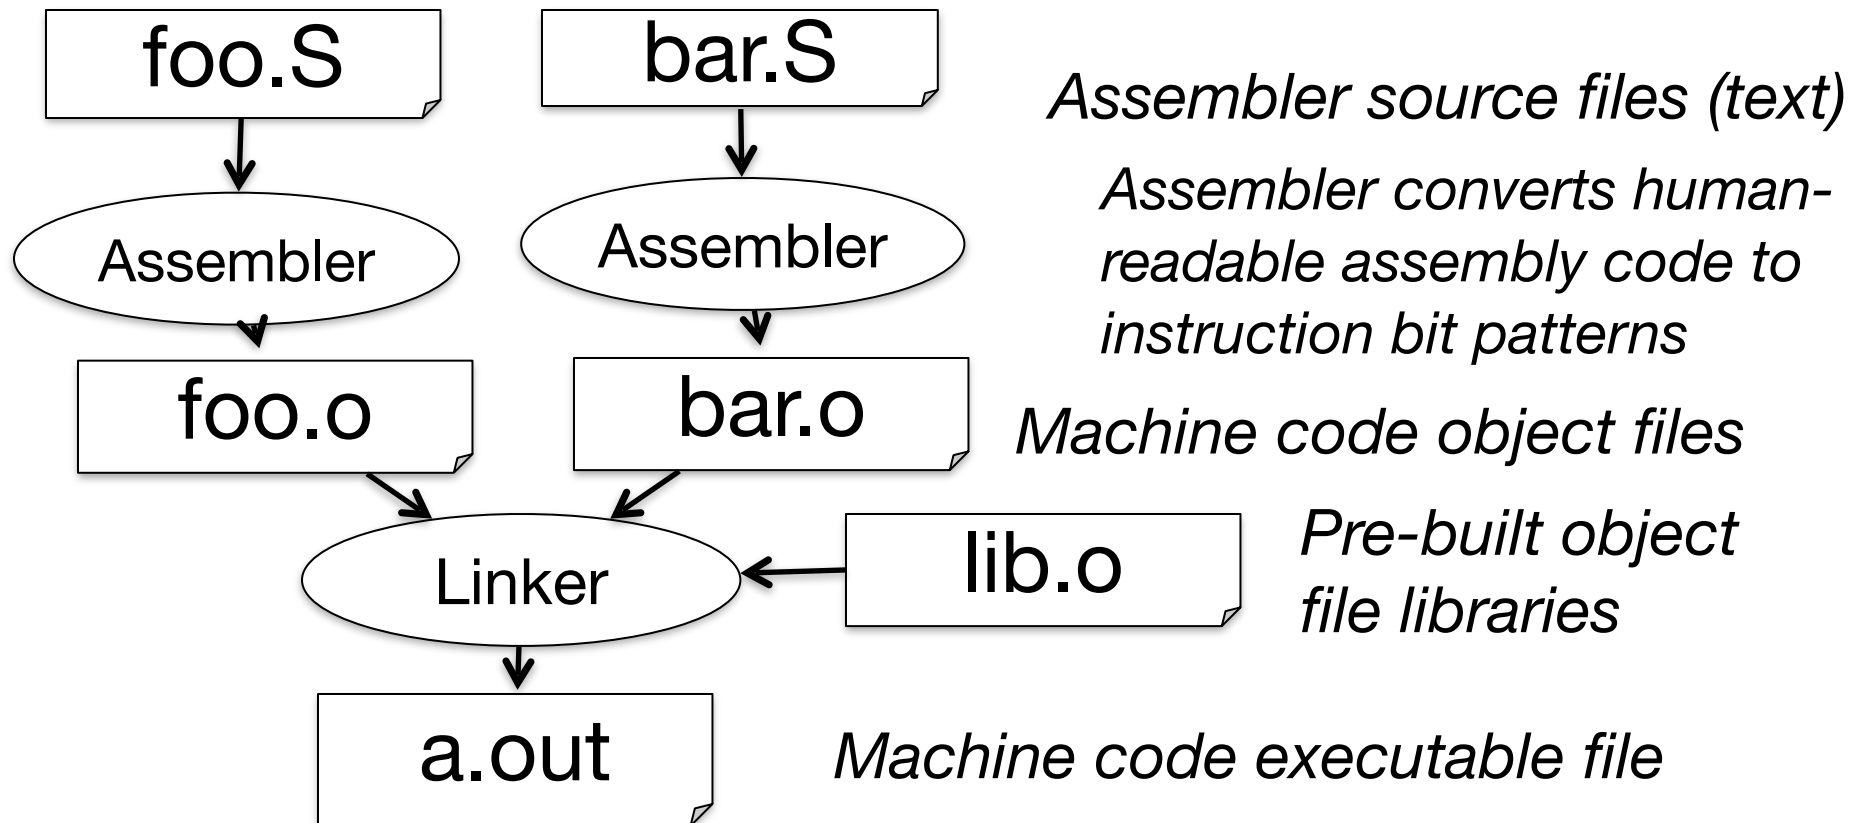 foo.S
bar.S
Assembler source files (text)
Assembler
Assembler
Assembler converts human-
readable assembly code to
instruction bit patterns
foo.o
bar.o
Machine code object files
Linker
lib.o
Pre-built object
file libraries
a.out
Machine code executable file